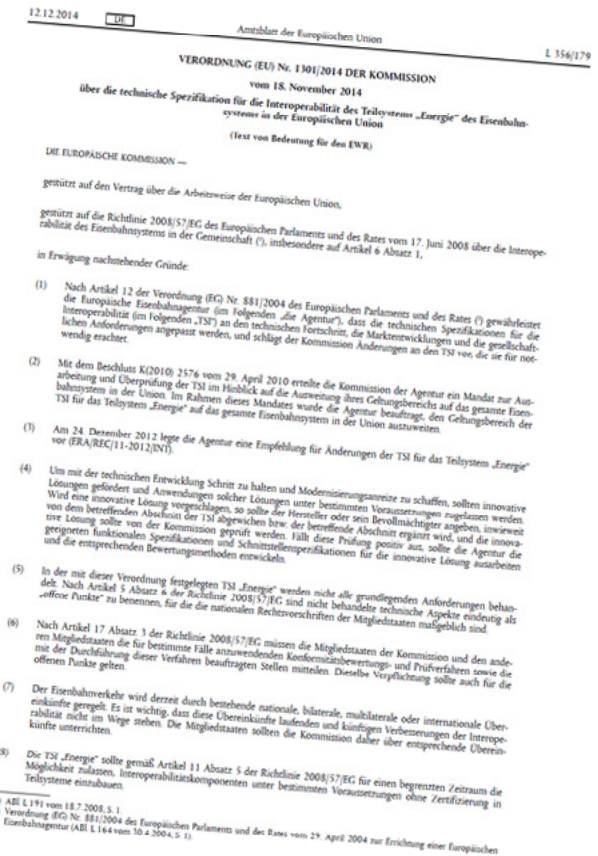 12.12.2014 DE Amtsblatt der Europäischen Union L 356/179
VERORDNUNG (EU) Nr. 1301/2014 DER KOMMISSION
vom 18. November 2014
über die technische Spezifikation für die Interoperabilität des Teilsystems „Energie“ des Eisenbahn-
systems in der Europäischen Union
(Text von Bedeutung für den EWR)
DIE EUROPÄISCHE KOMMISSION —
gestützt auf den Vertrag über die Arbeitsweise der Europäischen Union,
gestützt auf die Richtlinie 2008/57/EG des Europäischen Parlaments und des Rates vom 17. Juni 2008 über die Interope-
rabilität des Eisenbahnsystems in der Gemeinschaft (¹), insbesondere auf Artikel 6 Absatz 1,
in Erwägung nachstehender Gründe:
(1) Nach Artikel 12 der Verordnung (EG) Nr. 881/2004 des Europäischen Parlaments und des Rates (²) gewährleistet
die Europäische Eisenbahnagentur (im Folgenden „die Agentur“), dass die technischen Spezifikationen für die
Interoperabilität (im Folgenden „TSI“) an den technischen Fortschritt, die Marktentwicklungen und die gesellschaft-
lichen Anforderungen angepasst werden, und schlägt der Kommission Änderungen an den TSI vor, die sie für not-
wendig erachtet.
(2) Mit dem Beschluss K(2010) 2576 vom 29. April 2010 erteilte die Kommission der Agentur ein Mandat zur Aus-
arbeitung und Überprüfung der TSI im Hinblick auf die Ausweitung ihres Geltungsbereichs auf das gesamte Eisen-
bahnsystem in der Union. Im Rahmen dieses Mandates wurde die Agentur beauftragt, den Geltungsbereich der
TSI für das Teilsystem „Energie“ auf das gesamte Eisenbahnsystem in der Union auszuweiten.
(3) Am 24. Dezember 2012 legte die Agentur eine Empfehlung für Änderungen der TSI für das Teilsystem „Energie“
vor (ERA/REC/11-2012/INT).
(4) Um mit der technischen Entwicklung Schritt zu halten und Modernisierungsanreize zu schaffen, sollten innovative
Lösungen gefördert und Anwendungen solcher Lösungen unter bestimmten Voraussetzungen zugelassen werden.
Wird eine innovative Lösung vorgeschlagen, so sollte der Hersteller oder sein Bevollmächtigter angeben, inwieweit
von dem betreffenden Abschnitt der TSI abgewichen bzw. der betreffende Abschnitt ergänzt wird, und die innova-
tive Lösung sollte von der Kommission geprüft werden. Fällt diese Prüfung positiv aus, sollte die Agentur die
geeigneten funktionalen Spezifikationen und Schnittstellenspezifikationen für die innovative Lösung ausarbeiten
und die entsprechenden Bewertungsmethoden entwickeln.
(5) In der mit dieser Verordnung festgelegten TSI „Energie“ werden nicht alle grundlegenden Anforderungen behan-
delt. Nach Artikel 5 Absatz 6 der Richtlinie 2008/57/EG sind nicht behandelte technische Aspekte eindeutig als
„offene Punkte“ zu benennen, für die die nationalen Rechtsvorschriften der Mitgliedstaaten maßgeblich sind.
(6) Nach Artikel 17 Absatz 3 der Richtlinie 2008/57/EG müssen die Mitgliedstaaten der Kommission und den ande-
ren Mitgliedstaaten die für bestimmte Fälle anzuwendenden Konformitätsbewertungs- und Prüfverfahren sowie die
mit der Durchführung dieser Verfahren beauftragten Stellen mitteilen. Dieselbe Verpflichtung sollte auch für die
offenen Punkte gelten.
(7) Der Eisenbahnverkehr wird derzeit durch bestehende nationale, bilaterale, multilaterale oder internationale Über-
einkünfte geregelt. Es ist wichtig, dass diese Übereinkünfte laufenden und künftigen Verbesserungen der Interope-
rabilität nicht im Wege stehen. Die Mitgliedstaaten sollten die Kommission daher über entsprechende Überein-
künfte unterrichten.
8) Die TSI „Energie“ sollte gemäß Artikel 11 Absatz 5 der Richtlinie 2008/57/EG für einen begrenzten Zeitraum die
Möglichkeit zulassen, Interoperabilitätskomponenten unter bestimmten Voraussetzungen ohne Zertifizierung in
Teilsysteme einzubauen.
ABl. L 191 vom 18.7.2008, S. 1.
Verordnung (EG) Nr. 881/2004 des Europäischen Parlaments und des Rates vom 29. April 2004 zur Errichtung einer Europäischen
Eisenbahnagentur (ABl. L 164 vom 30.4.2004, S. 1).